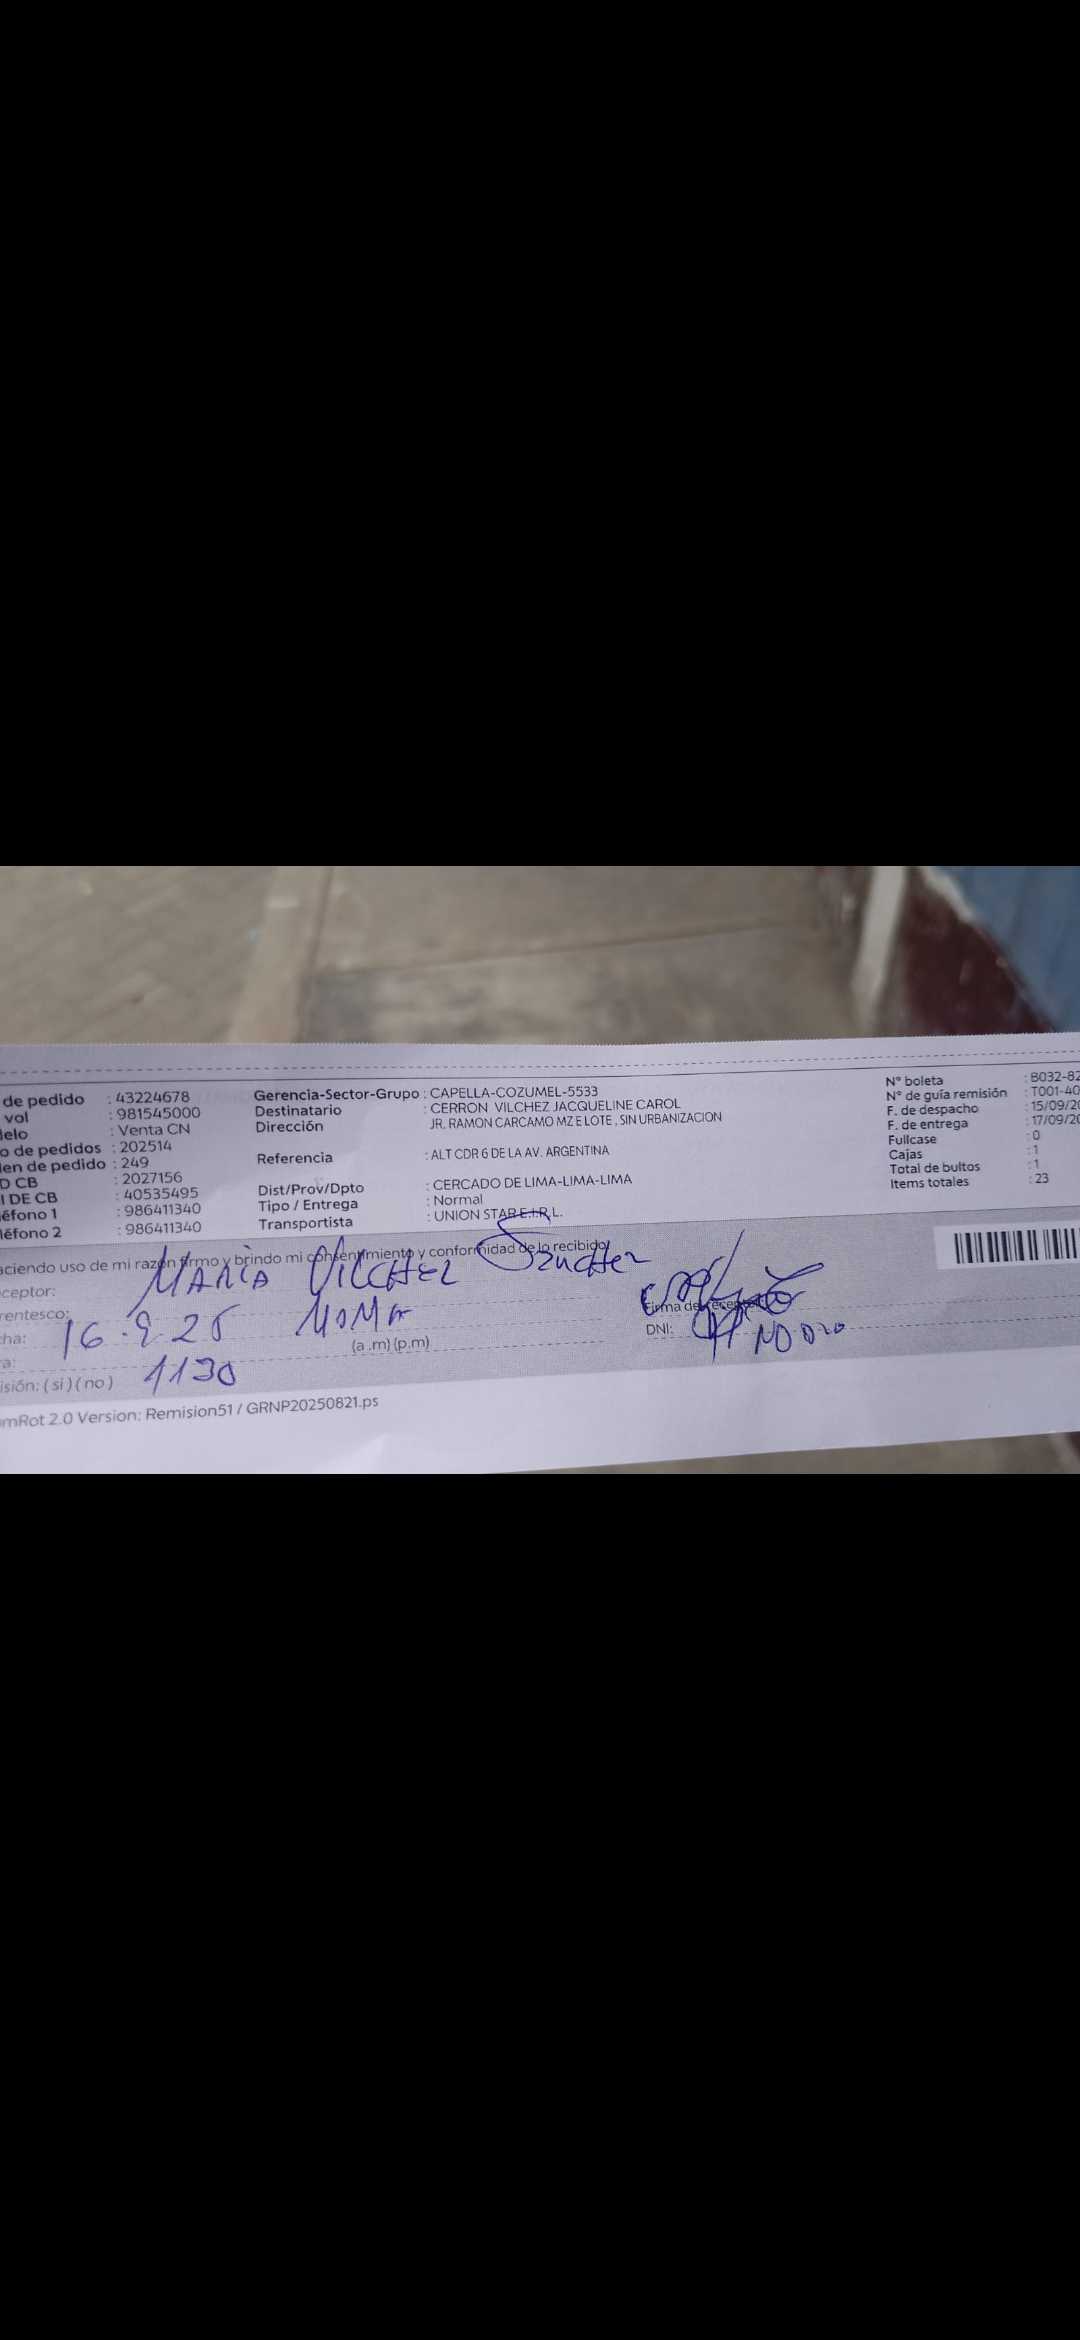 de pedido : 43224678
vol : 981545000
elo : Venta CN
o de pedidos : 202514
en de pedido : 249
D CB : 2027156
I DE CB : 40535495
éfono 1 : 986411340
léfono 2 : 986411340
Gerencia-Sector-Grupo : CAPELLA-COZUMEL-5533
Destinatario : CERRON VILCHEZ JACQUELINE CAROL
Dirección JR. RAMON CARCAMO MZ E LOTE , SIN URBANIZACION
Referencia : ALT CDR 6 DE LA AV. ARGENTINA
Dist/Prov/Dpto : CERCADO DE LIMA-LIMA-LIMA
Tipo / Entrega : Normal
Transportista : UNION STAR E.I.R.L.
N° boleta : B032-82
N° de guía remisión : T001-40
F. de despacho : 15/09/20
F. de entrega : 17/09/20
Fullcase : 0
Cajas : 1
Total de bultos : 1
Items totales : 23
aciendo uso de mi razón firmo y brindo mi consentimiento y conformidad de lo recibido
ceptor: MARÍA VILCHEZ
rentesco:
ha: 16.9.25
a: (a .m) (p.m)
isión: ( si ) ( no ) 1130
Firma de receptor
DNI:
mRot 2.0 Version: Remision51 / GRNP20250821.ps